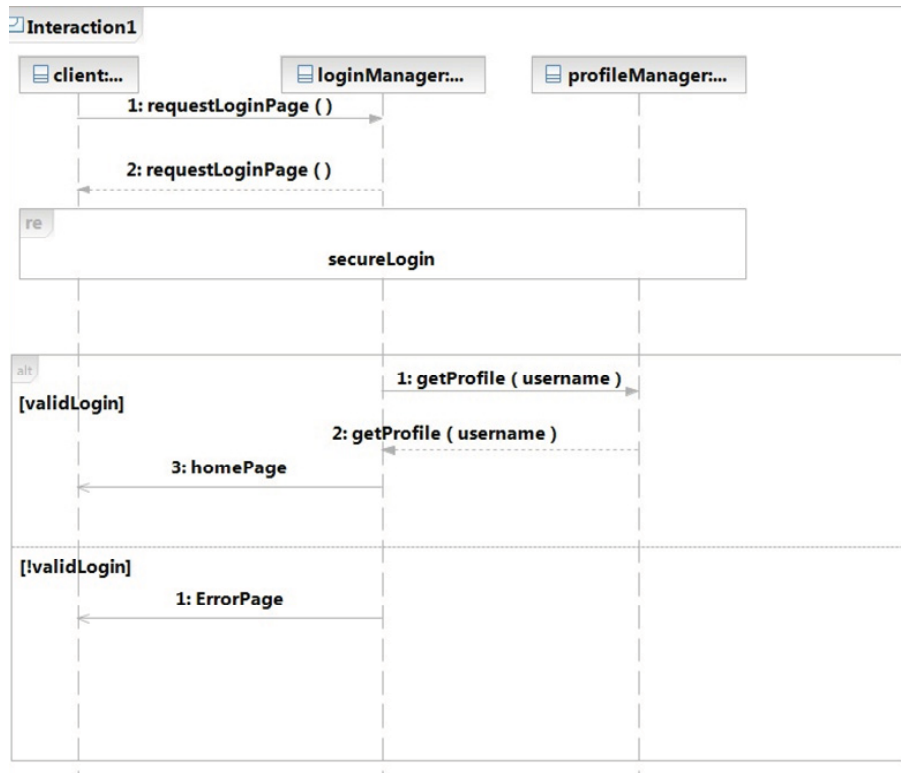 Interaction1
client:...
loginManager:...
profileManager:...
1: requestLoginPage ( )
2: requestLoginPage ( )
re
secureLogin
alt
1: getProfile ( username )
[validLogin]
2: getProfile ( username )
3: homePage
[!validLogin]
1: ErrorPage